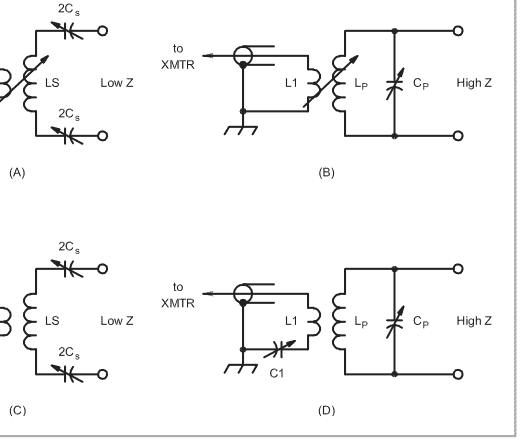 2Cs
LS
Low Z
2Cs
(A)
to
XMTR
L1
LP
CP
High Z
(B)
2Cs
LS
Low Z
2Cs
(C)
to
XMTR
L1
C1
LP
CP
High Z
(D)